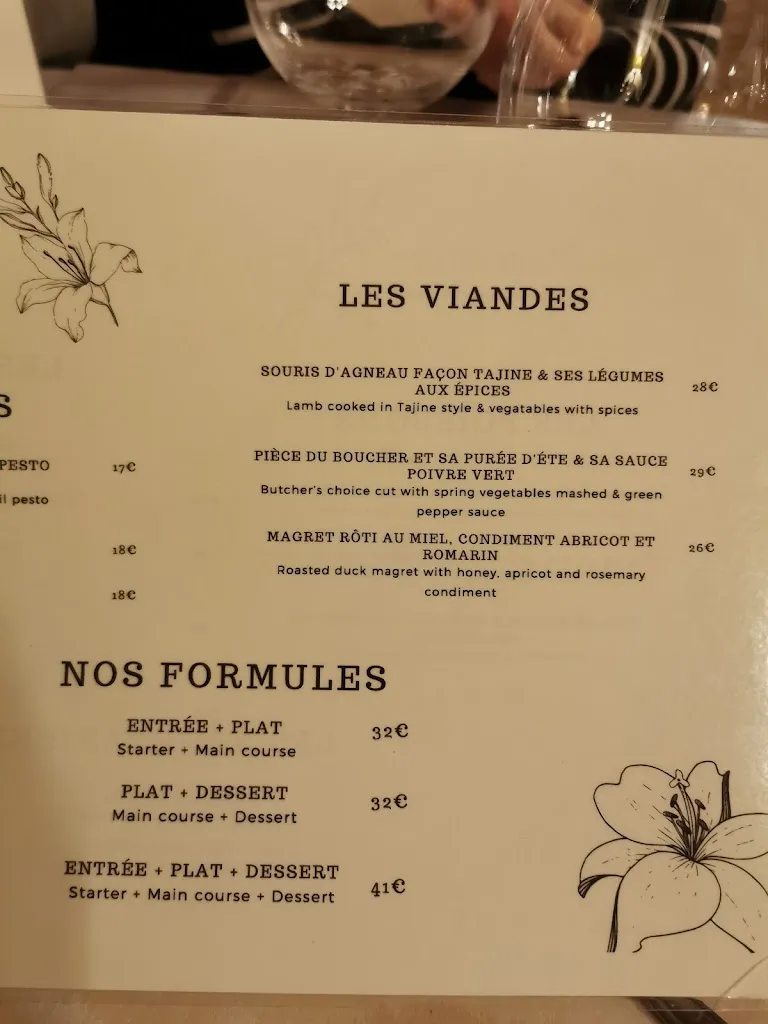 LES VIANDES
SOURIS D'AGNEAU FAÇON TAJINE & SES LÉGUMES
AUX ÉPICES
28€
Lamb cooked in Tajine style & vegatables with spices
PIÈCE DU BOUCHER ET SA PURÉE D'ÉTE & SA SAUCE
POIVRE VERT
29€
Butcher's choice cut with spring vegetables mashed & green
pepper sauce
MAGRET RÔTI AU MIEL, CONDIMENT ABRICOT ET
ROMARIN
26€
Roasted duck magret with honey, apricot and rosemary
condiment
S
PESTO 17€
il pesto
18€
18€
NOS FORMULES
ENTRÉE + PLAT 32€
Starter + Main course
PLAT + DESSERT 32€
Main course + Dessert
ENTRÉE + PLAT + DESSERT 41€
Starter + Main course + Dessert